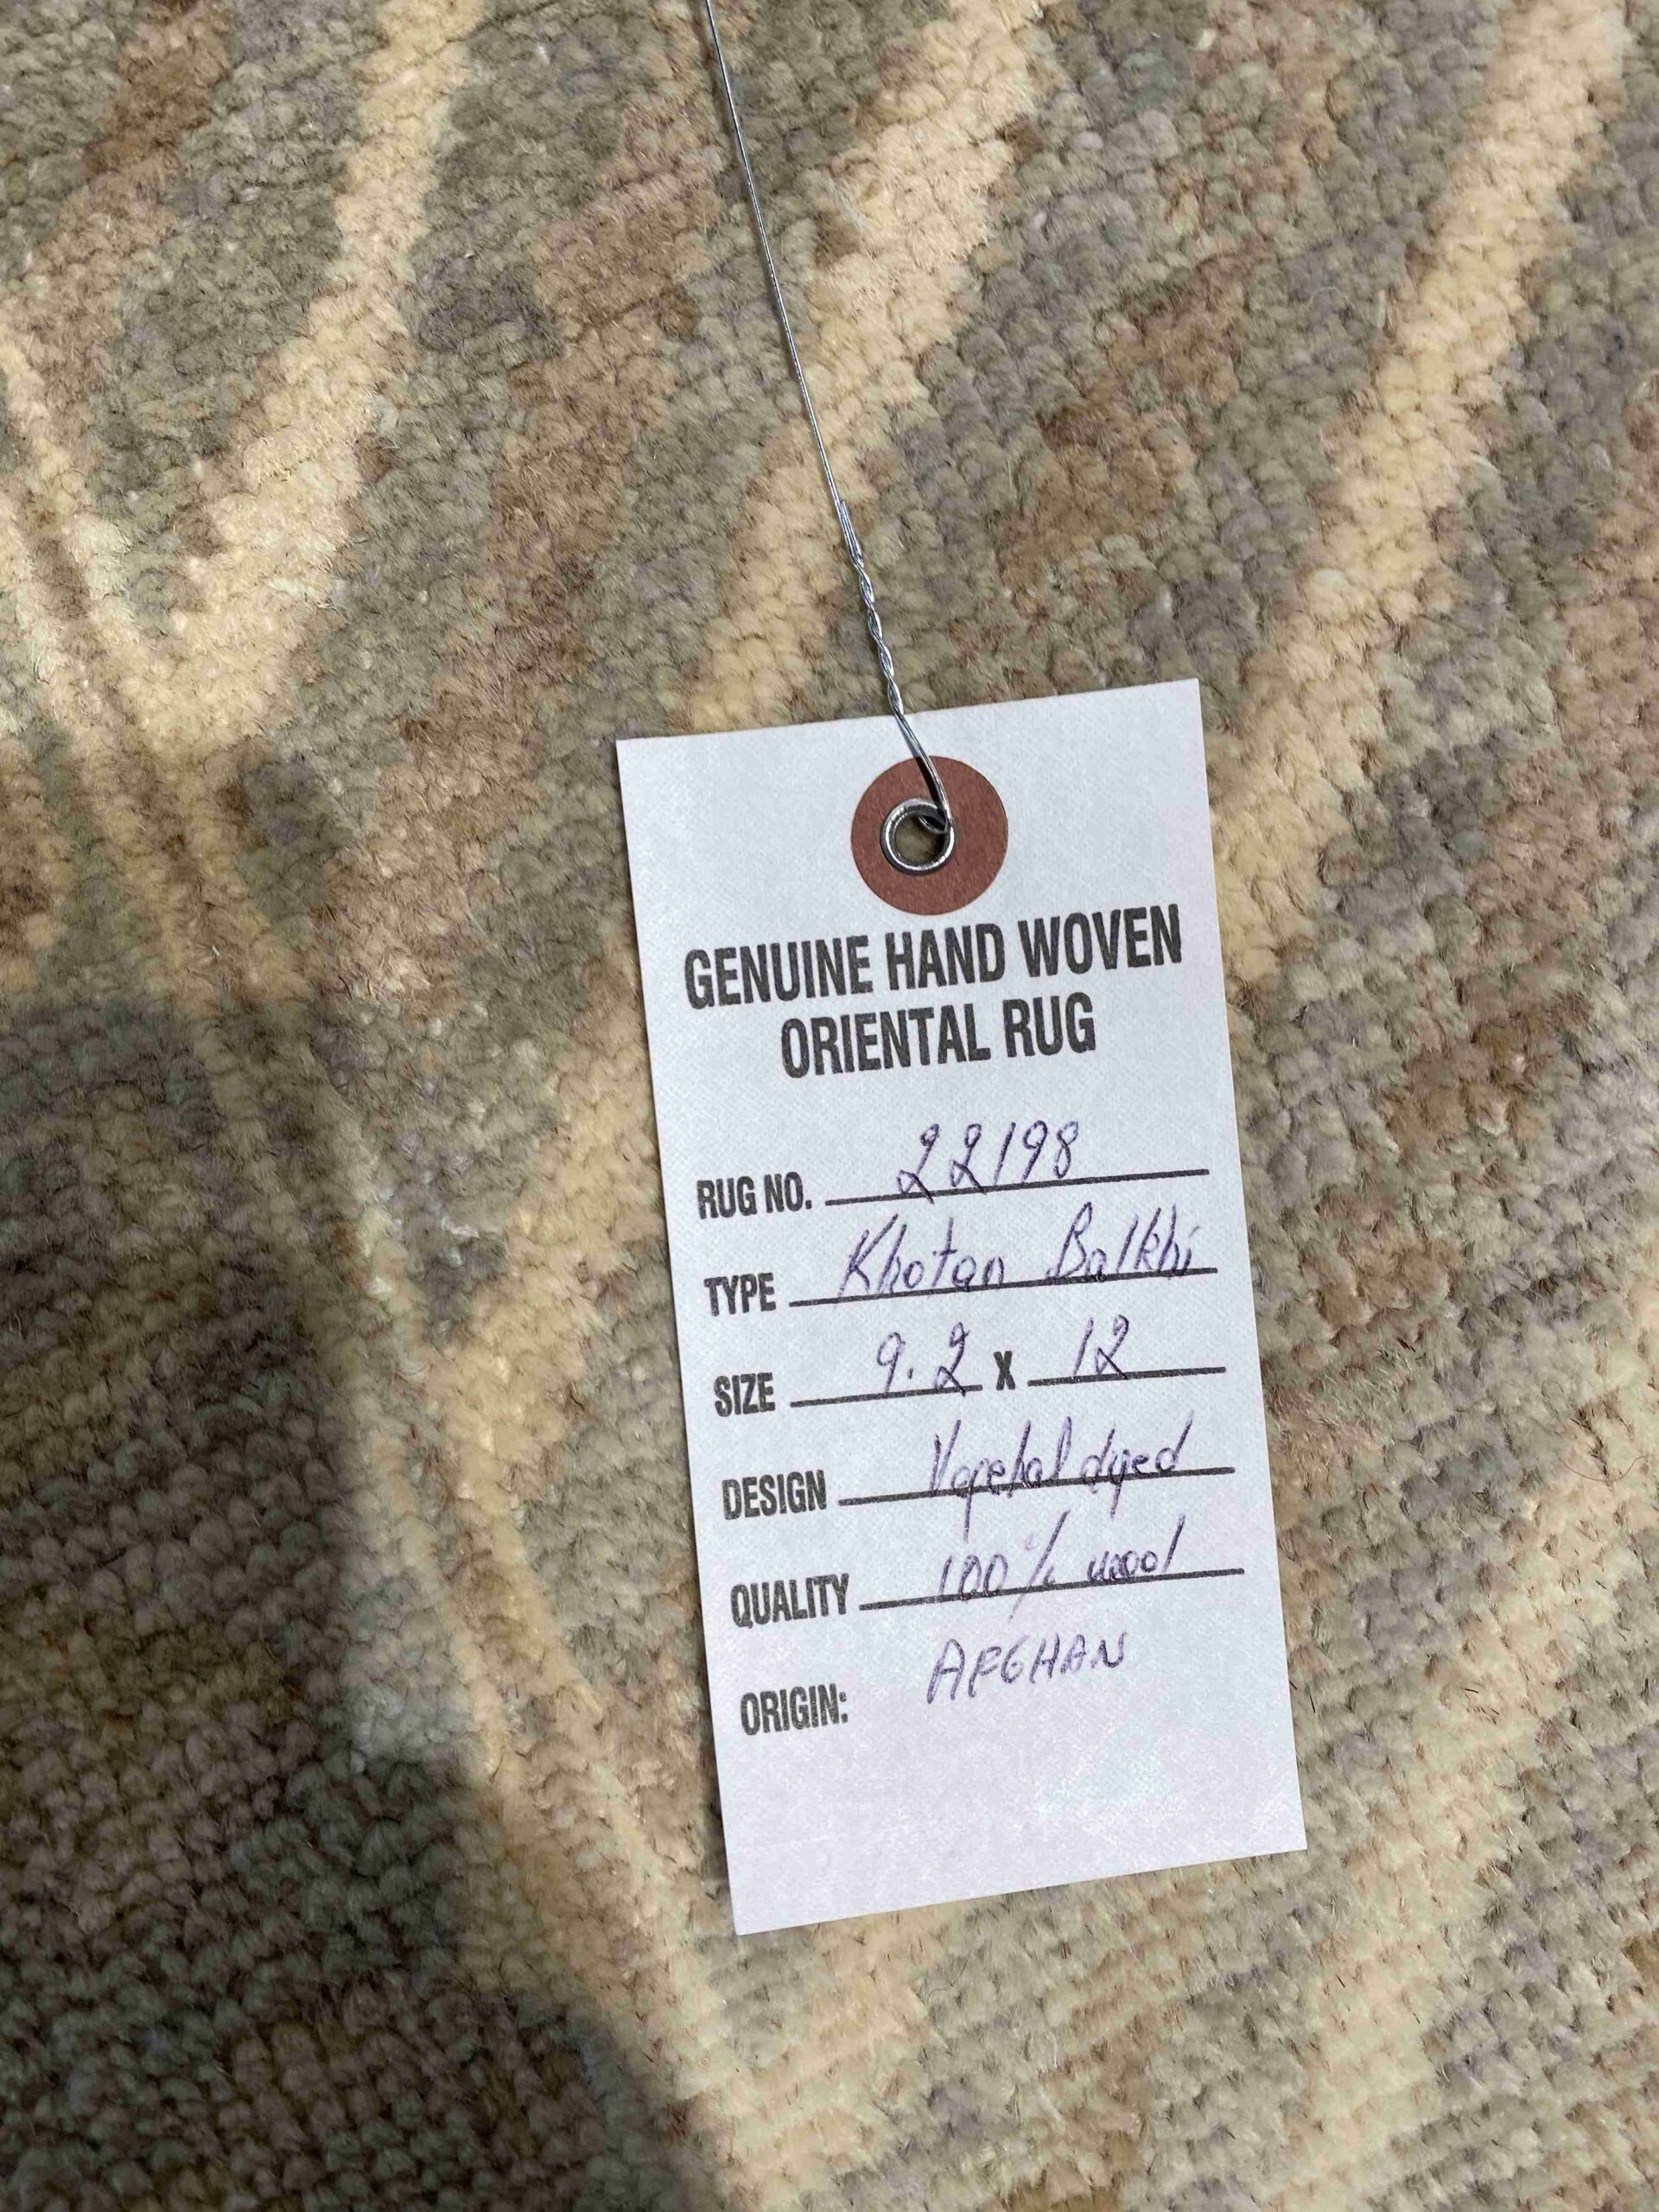 GENUINE HAND WOVEN
ORIENTAL RUG
RUG NO. 22198
TYPE Khotan Balkhi
SIZE 9.2 X 12
DESIGN Vgetal dyed
QUALITY 100% wool
ORIGIN: AFGHAN